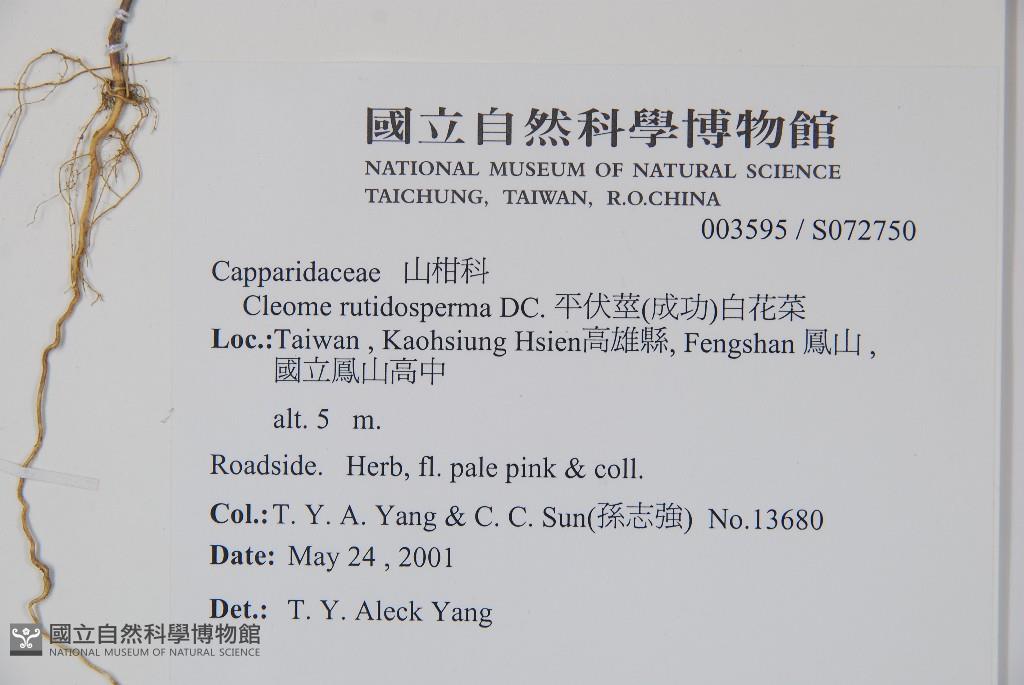 國立自然科學博物館
NATIONAL MUSEUM OF NATURAL SCIENCE
TAICHUNG, TAIWAN, R.O.CHINA
003595 / S072750
Capparidaceae 山柑科
Cleome rutidosperma DC. 平伏莖(成功)白花菜
Loc.:Taiwan , Kaohsiung Hsien高雄縣, Fengshan 鳳山 ,
國立鳳山高中
alt. 5 m.
Roadside. Herb, fl. pale pink & coll.
Col.: T. Y. A. Yang & C. C. Sun(孫志強) No.13680
Date: May 24 , 2001
Det.: T. Y. Aleck Yang
國立自然科學博物館
NATIONAL MUSEUM OF NATURAL SCIENCE